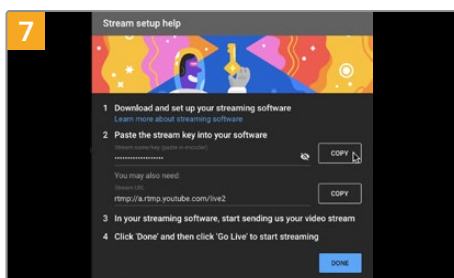 7
Stream setup help
1 Download and set up your streaming software
Learn more about streaming software
2 Paste the stream key into your software
Stream name/key (paste in encoder)
•••••••••••••••••••
COPY
You may also need:
Stream URL
rtmp://a.rtmp.youtube.com/live2
COPY
3 In your streaming software, start sending us your video stream
4 Click 'Done' and then click 'Go Live' to start streaming
DONE